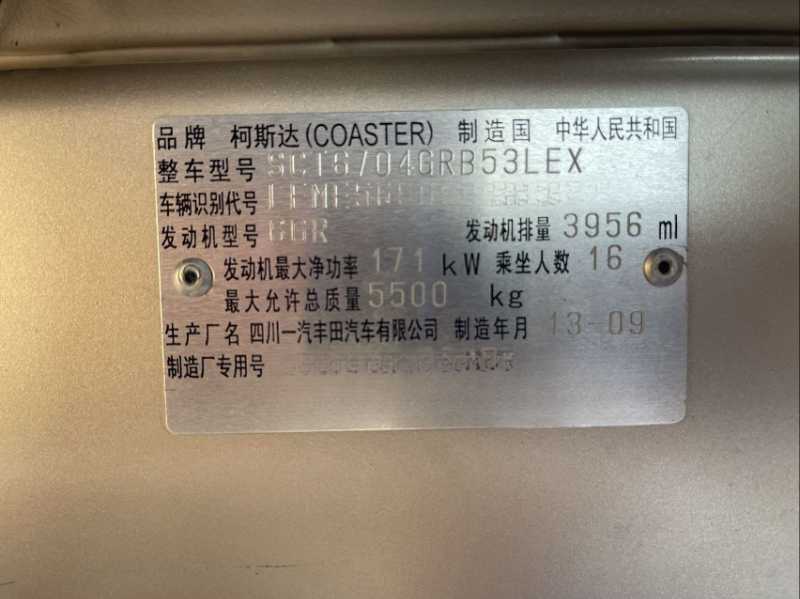 品牌 柯斯达(COASTER) 制造国 中华人民共和国
整车型号 SCT6704GRB53LEX
车辆识别代号
发动机型号 6GR 发动机排量 3956 ml
发动机最大净功率 171 kW 乘坐人数 16
最大允许总质量 5500 kg
生产厂名 四川一汽丰田汽车有限公司 制造年月 13-09
制造厂专用号